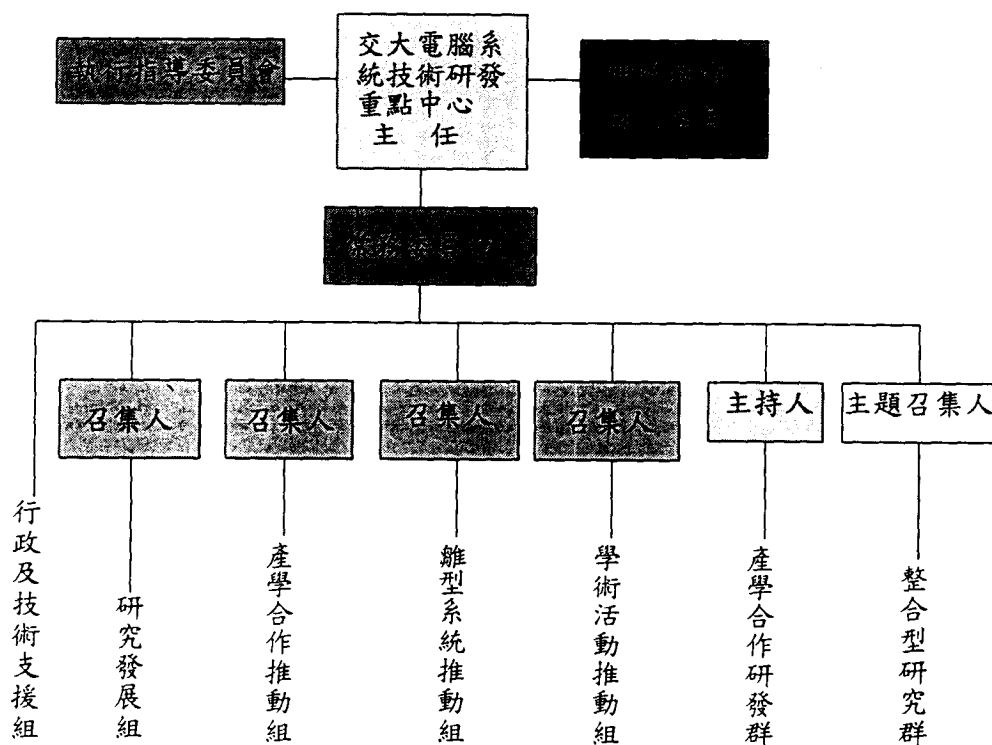 交大電腦系
統技術研發
重點中心
主 任
執行指導委員會
召集人
召集人
召集人
召集人
主持人
主題召集人
行政及技術支援組
研究發展組
產學合作推動組
雛型系統推動組
學術活動推動組
產學合作研發群
整合型研究群